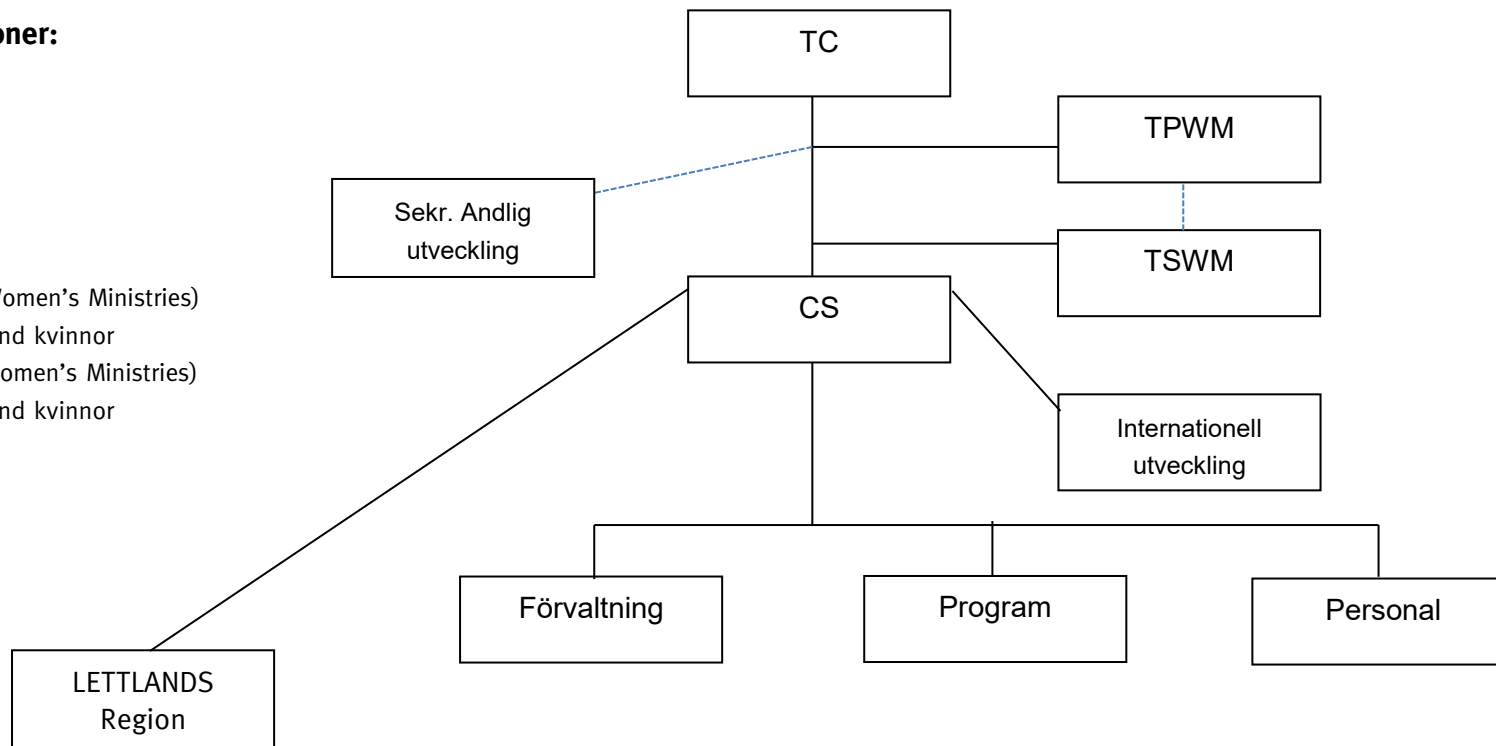 oner:
omen's Ministries)
nd kvinnor
omen's Ministries)
nd kvinnor
TC
TPWM
Sekr. Andlig
utveckling
TSWM
CS
Internationell
utveckling
Förvaltning
Program
Personal
LETTLANDS
Region